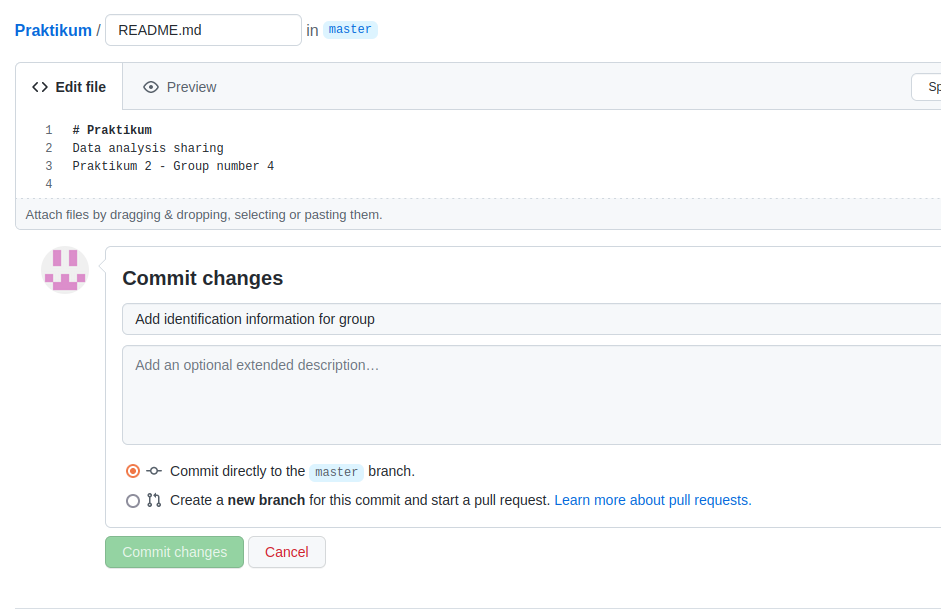 Praktikum / README.md in master
Edit file Preview Sp
1 # Praktikum
2 Data analysis sharing
3 Praktikum 2 - Group number 4
4
Attach files by dragging & dropping, selecting or pasting them.
Commit changes
Add identification information for group
Add an optional extended description…
Commit directly to the master branch.
Create a new branch for this commit and start a pull request. Learn more about pull requests.
Commit changes Cancel